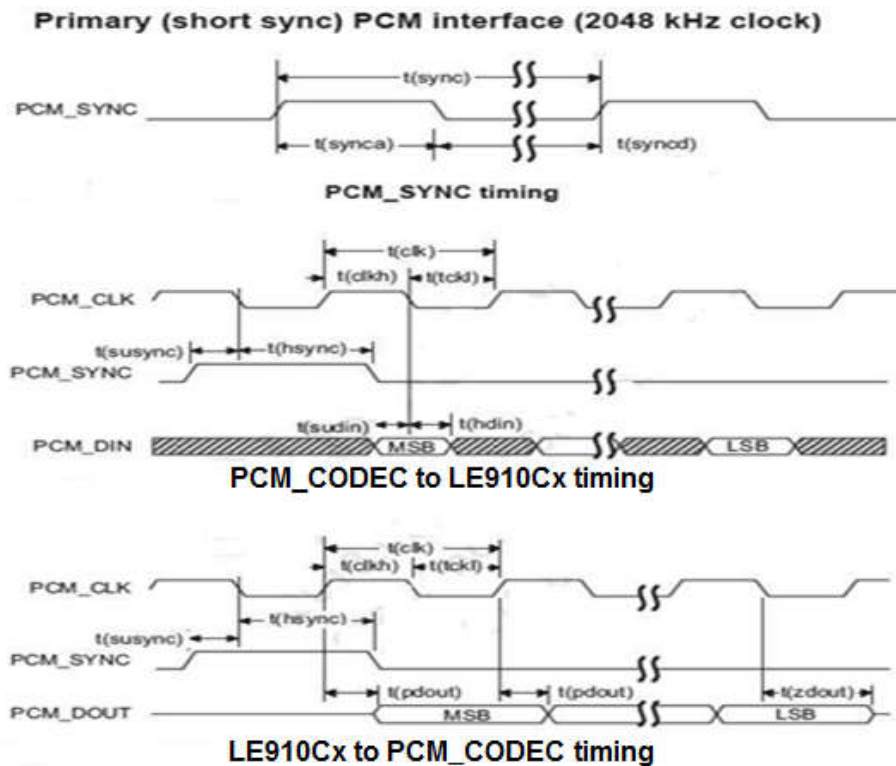 Primary (short sync) PCM interface (2048 kHz clock)
t(sync)
PCM_SYNC
t(synca)
t(syncd)
PCM_SYNC timing
t(clk)
t(clkh)
t(tckl)
PCM_CLK
t(susync)
t(hsync)
PCM_SYNC
t(sudin)
t(hdin)
PCM_DIN
MSB
LSB
PCM_CODEC to LE910Cx timing
t(clk)
t(clkh)
t(tckl)
PCM_CLK
t(hsync)
t(susync)
PCM_SYNC
t(pdout)
t(pdout)
t(zdout)
PCM_DOUT
MSB
LSB
LE910Cx to PCM_CODEC timing